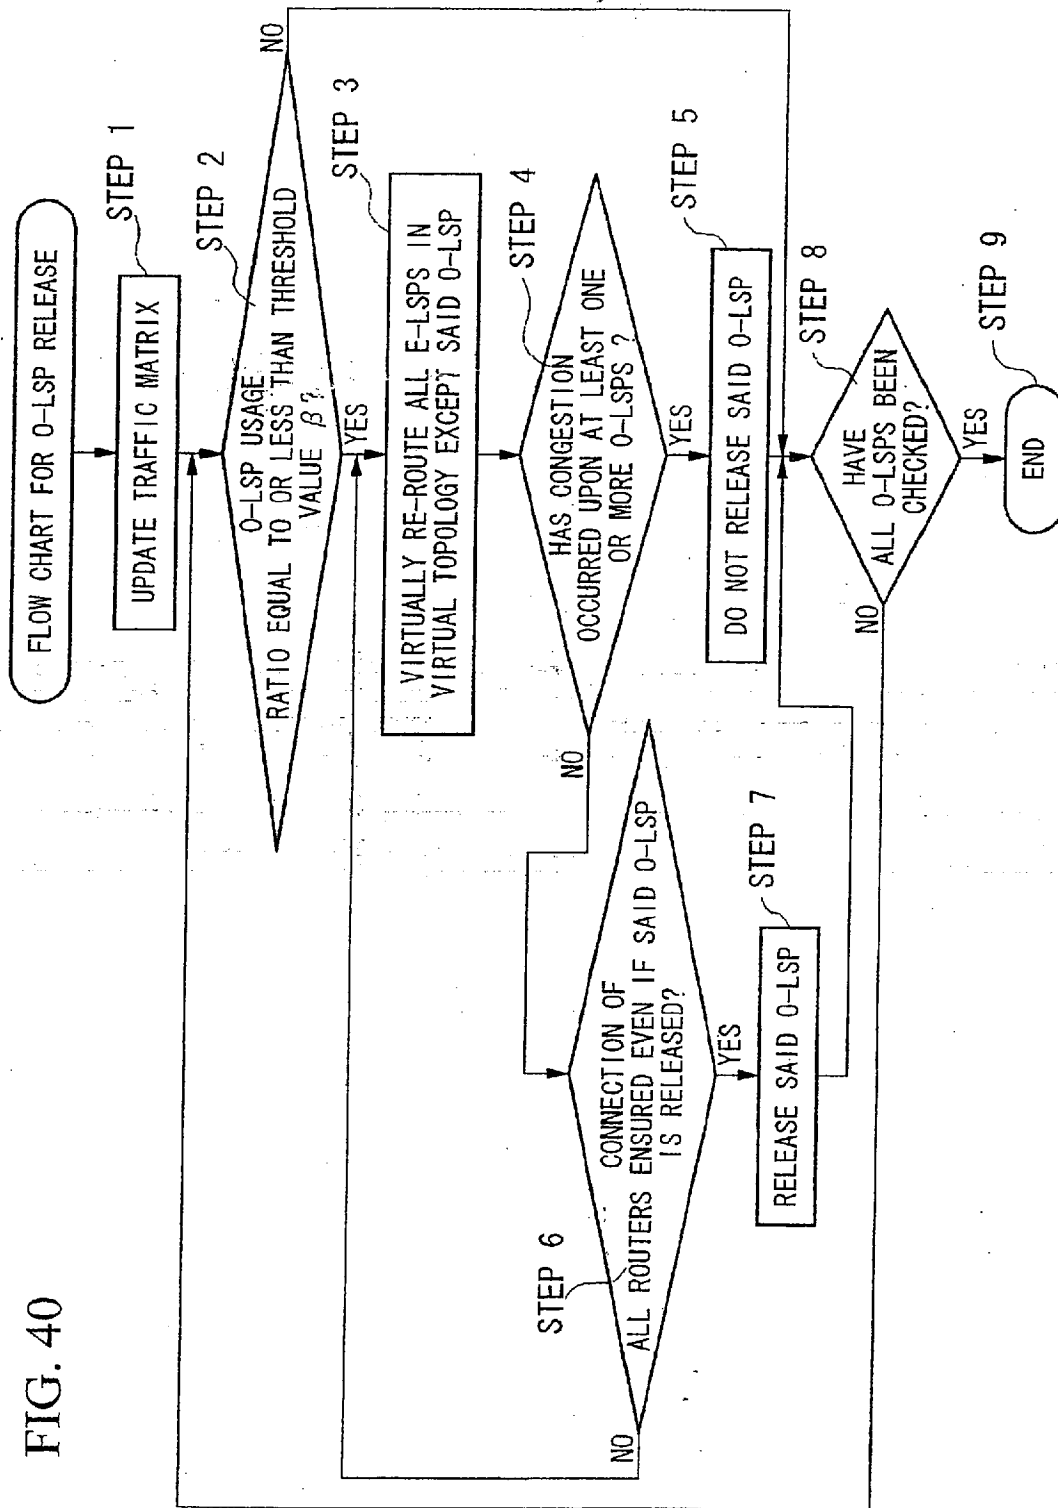 FIG. 40
FLOW CHART FOR O-LSP RELEASE
UPDATE TRAFFIC MATRIX
STEP 1
O-LSP USAGE
RATIO EQUAL TO OR LESS THAN THRESHOLD
VALUE β?
STEP 2
NO
YES
VIRTUALLY RE-ROUTE ALL E-LSPS IN
VIRTUAL TOPOLOGY EXCEPT SAID O-LSP
STEP 3
HAS CONGESTION
OCCURRED UPON AT LEAST ONE
OR MORE O-LSPS ?
STEP 4
NO
YES
DO NOT RELEASE SAID O-LSP
STEP 5
STEP 6
CONNECTION OF
ALL ROUTERS ENSURED EVEN IF SAID O-LSP
IS RELEASED?
NO
YES
RELEASE SAID O-LSP
STEP 7
HAVE
ALL O-LSPS BEEN
CHECKED?
STEP 8
NO
YES
END
STEP 9